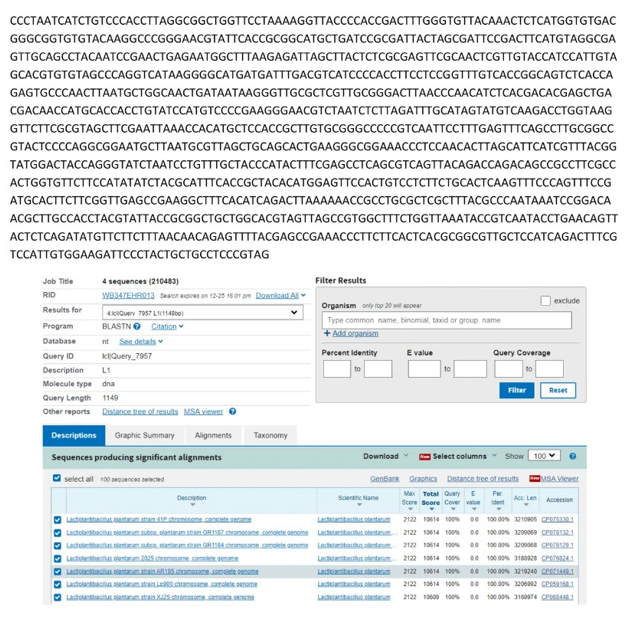 CCCTAATCATCTGTCCCACCTTAGGCGGCTGGTTCCTAAAAGGTTACCCCACCGACTTTGGGTGTTACAAACTCTCATGGTGTGAC
GGGCGGTGTGTACAAGGCCCGGGAACGTATTCACCGCGGCATGCTGATCCGCGATTACTAGCGATTCCGACTTCATGTAGGCGA
GTTGCAGCCTACAATCCGAACTGAGAATGGCTTTAAGAGATTAGCTTACTCTCGCGAGTTCGCAACTCGTTGTACCATCCATTGTA
GCACGTGTGTAGCCCAGGTCATAAGGGGCATGATGATTTGACGTCATCCCCACCTTCCTCCGGTTTGTCACCGGCAGTCTCACCA
GAGTGCCCAACTTAATGCTGGCAACTGATAATAAGGGTTGCGCTCGTTGCGGGACTTAACCCAACATCTCACGACACGAGCTGA
CGACAACCATGCACCACCTGTATCCATGTCCCCGAAGGGAACGTCTAATCTCTTAGATTTGCATAGTATGTCAAGACCTGGTAAG
GTTCTTCGCGTAGCTTCGAATTAAACCACATGCTCCACCGCTTGTGCGGGCCCCCGTCAATTCCTTTGAGTTTCAGCCTTGCGGCC
GTACTCCCCAGGCGGAATGCTTAATGCGTTAGCTGCAGCACTGAAGGGCGGAAACCCTCCAACACTTAGCATTCATCGTTTACGG
TATGGACTACCAGGGTATCTAATCCTGTTTGCTACCCATACTTTCGAGCCTCAGCGTCAGTTACAGACCAGACAGCCGCCTTCGCC
ACTGGTGTTCTTCCATATATCTACGCATTTCACCGCTACACATGGAGTTCCACTGTCCTCTTCTGCACTCAAGTTTCCCAGTTTCCG
ATGCACTTCTTCGGTTGAGCCGAAGGCTTTCACATCAGACTTAAAAAACCGCCTGCGCTCGCTTTACGCCCAATAAATCCGGACA
ACGCTTGCCACCTACGTATTACCGCGGCTGCTGGCACGTAGTTAGCCGTGGCTTTCTGGTTAAATACCGTCAATACCTGAACAGTT
ACTCTCAGATATGTTCTTCTTTAACAACAGAGTTTTACGAGCCGAAACCCTTCTTCACTCACGCGGCGTTGCTCCATCAGACTTTCG
TCCATTGTGGAAGATTCCCTACTGCTGCCTCCCGTAG
Job Title 4 sequences (210483)
RID WB347EHR013 Search expires on 12-25 16:01 pm Download All
Results for 4:lcl|Query_7957 L1(1149bp)
Program BLASTN Citation
Database nt See details
Query ID lcl|Query_7957
Description L1
Molecule type dna
Query Length 1149
Other reports Distance tree of results MSA viewer
Filter Results
Organism only top 20 will appear exclude
Type common name, binomial, taxid or group name
+ Add organism
Percent Identity E value Query Coverage
to to to
Filter Reset
Descriptions Graphic Summary Alignments Taxonomy
Sequences producing significant alignments Download New Select columns Show 100
select all 100 sequences selected GenBank Graphics Distance tree of results New MSA Viewer
Description Scientific Name Max Score Total Score Query Cover E value Per. Ident Acc. Len Accession
Lactiplantibacillus plantarum strain 41F chromosome, complete genome Lactiplantibacillus plantarum 2122 10614 100% 0.0 100.00% 3210905 CP075330.1
Lactiplantibacillus plantarum subsp. plantarum strain GR1187 chromosome, complete genome Lactiplantibacillus plantarum... 2122 10614 100% 0.0 100.00% 3209969 CP078132.1
Lactiplantibacillus plantarum subsp. plantarum strain GR1184 chromosome, complete genome Lactiplantibacillus plantarum... 2122 10614 100% 0.0 100.00% 3209968 CP078129.1
Lactiplantibacillus plantarum 2025 chromosome, complete genome Lactiplantibacillus plantarum 2122 10614 100% 0.0 100.00% 3188928 CP076824.1
Lactiplantibacillus plantarum strain AR195 chromosome, complete genome Lactiplantibacillus plantarum 2122 10614 100% 0.0 100.00% 3219240 CP071449.1
Lactiplantibacillus plantarum strain Lp900 chromosome, complete genome Lactiplantibacillus plantarum 2122 10614 100% 0.0 100.00% 3206992 CP059168.1
Lactiplantibacillus plantarum strain XJ25 chromosome, complete genome Lactiplantibacillus plantarum 2122 10609 100% 0.0 100.00% 3168974 CP068448.1